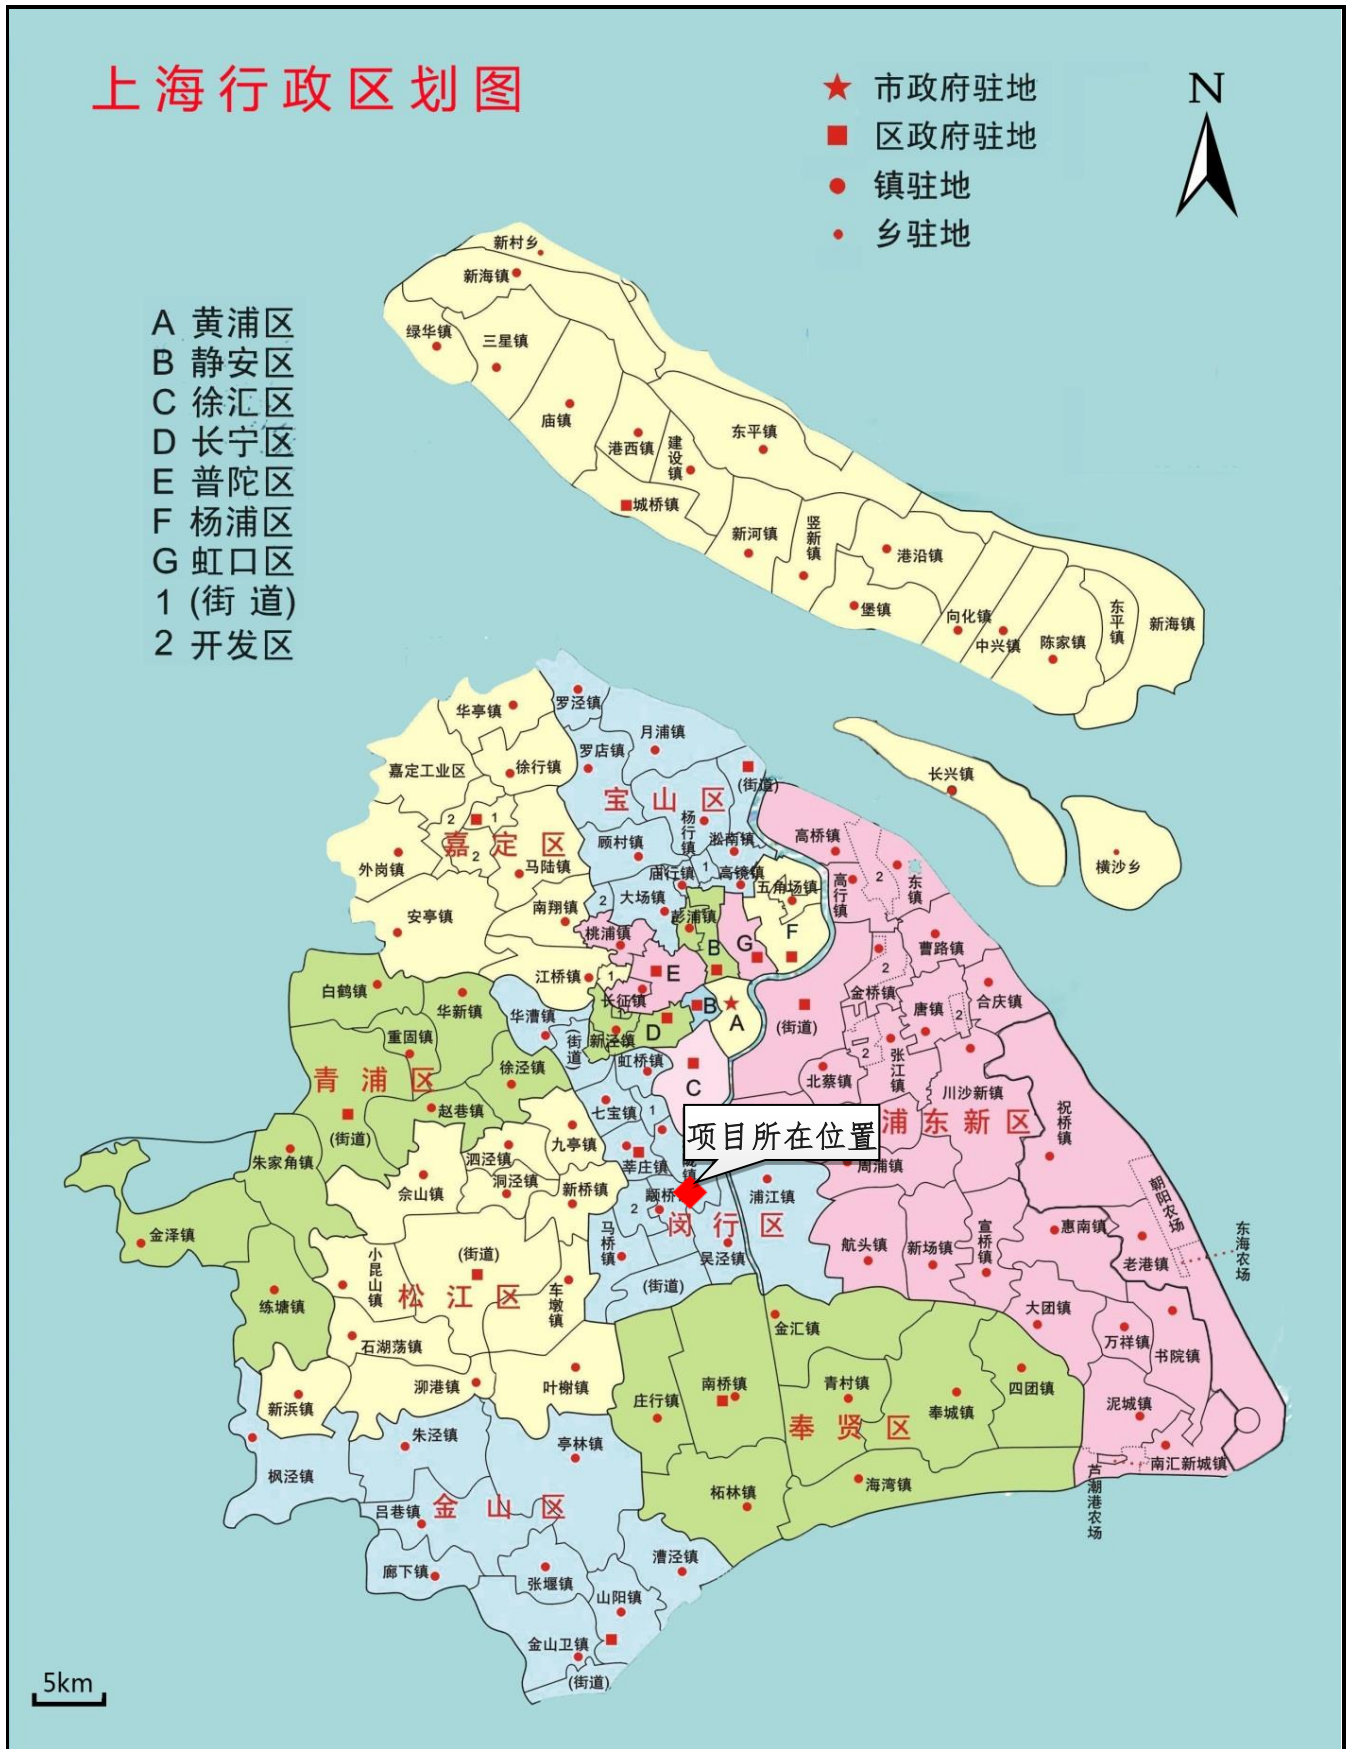 上海行政区划图
市政府驻地
区政府驻地
镇驻地
乡驻地
N
A 黄浦区
B 静安区
C 徐汇区
D 长宁区
E 普陀区
F 杨浦区
G 虹口区
1 (街 道)
2 开发区
新村乡
新海镇
绿华镇
三星镇
庙镇
港西镇
建设镇
东平镇
城桥镇
新河镇
竖新镇
港沿镇
堡镇
向化镇
中兴镇
陈家镇
东平镇
新海镇
长兴镇
横沙乡
罗泾镇
华亭镇
月浦镇
罗店镇
徐行镇
嘉定工业区
(街道)
宝山区
杨行镇
淞南镇
高桥镇
2
1
嘉定区
2
顾村镇
外岗镇
马陆镇
庙行镇
1
高镜镇
五角场镇
高行镇
2
东镇
安亭镇
南翔镇
2
大场镇
彭浦镇
桃浦镇
B
G
F
曹路镇
2
江桥镇
1
E
白鹤镇
华新镇
长征镇
B
A
金桥镇
唐镇
2
合庆镇
华漕镇
(街道)
1
新泾镇
D
(街道)
重固镇
虹桥镇
2
张江镇
徐泾镇
C
北蔡镇
川沙新镇
青浦区
赵巷镇
七宝镇
1
祝桥镇
(街道)
九亭镇
项目所在位置
浦东新区
朱家角镇
泗泾镇
莘庄镇
镇
周浦镇
佘山镇
洞泾镇
新桥镇
颛桥
浦江镇
朝阳农场
2
金泽镇
马桥镇
闵行区
惠南镇
东海农场
小昆山镇
(街道)
吴泾镇
航头镇
新场镇
宣桥镇
老港镇
练塘镇
松江区
车墩镇
(街道)
大团镇
石湖荡镇
金汇镇
万祥镇
书院镇
泖港镇
叶榭镇
南桥镇
青村镇
四团镇
新浜镇
庄行镇
奉贤区
奉城镇
泥城镇
朱泾镇
亭林镇
枫泾镇
海湾镇
南汇新城镇
芦潮港农场
柘林镇
吕巷镇
金山区
廊下镇
张堰镇
漕泾镇
山阳镇
金山卫镇
(街道)
5km